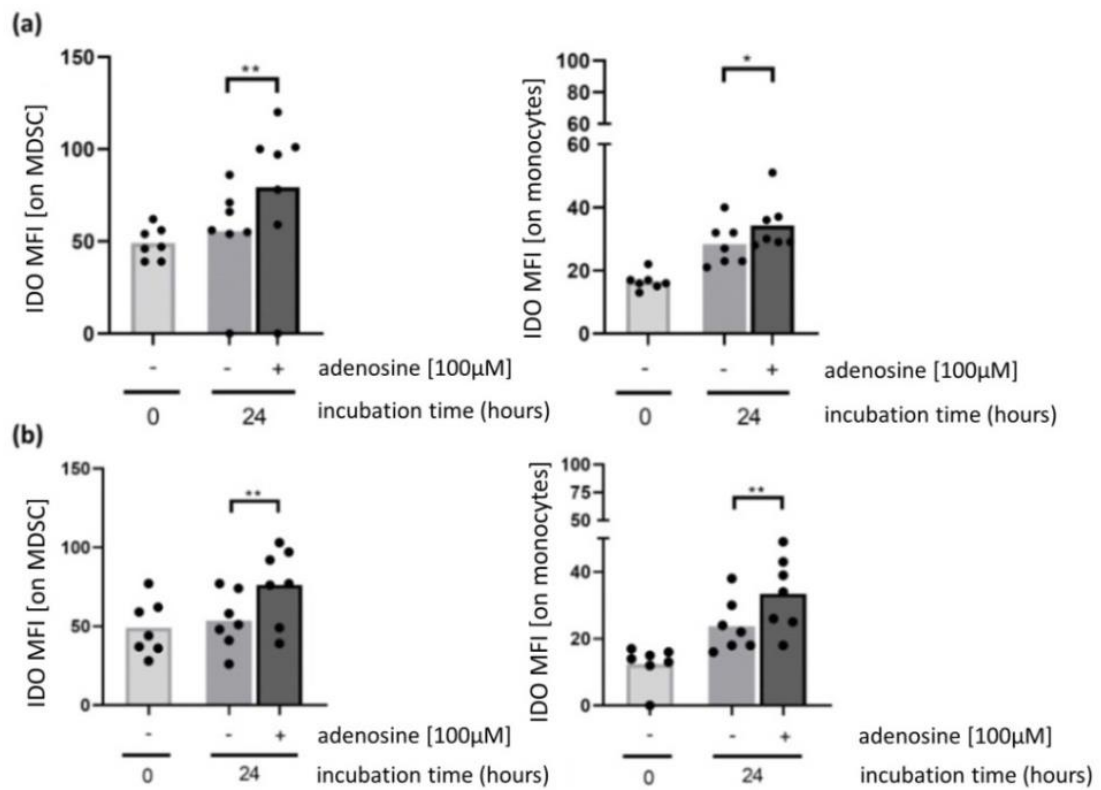 (a)
150
100
50
0
IDO MFI [on MDSC]
**
- - +
adenosine [100µM]
0 24
incubation time (hours)
100
80
60
60
40
20
0
IDO MFI [on monocytes]
*
- - +
adenosine [100µM]
0 24
incubation time (hours)
(b)
150
100
50
0
IDO MFI [on MDSC]
**
- - +
adenosine [100µM]
0 24
incubation time (hours)
100
75
50
40
20
0
IDO MFI [on monocytes]
**
- - +
adenosine [100µM]
0 24
incubation time (hours)